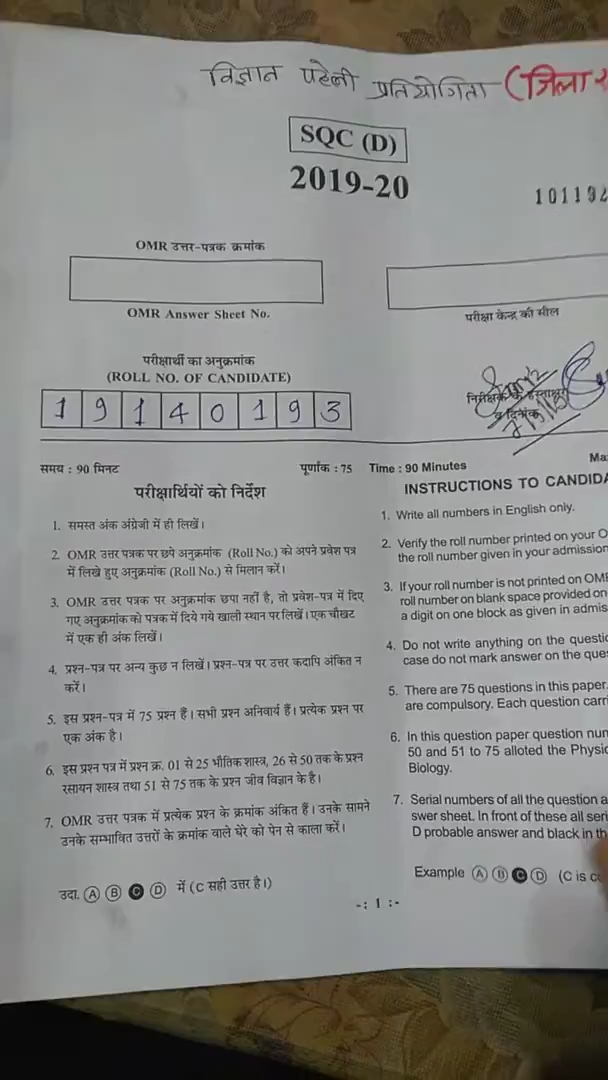 विज्ञान पहेली प्रतियोगिता (जिला
SQC (D)
2019-20
101192
OMR उत्तर-पत्रक क्रमांक
OMR Answer Sheet No.
परीक्षा केन्द्र की सील
परीक्षार्थी का अनुक्रमांक
(ROLL NO. OF CANDIDATE)
1 9 1 4 0 1 9 3
निरीक्षक के हस्ताक्षर
व दिनांक
समय : 90 मिनट पूर्णांक : 75
परीक्षार्थियों को निर्देश
1. समस्त अंक अंग्रेजी में ही लिखें।
2. OMR उत्तर पत्रक पर छपे अनुक्रमांक (Roll No.) को अपने प्रवेश पत्र
में लिखे हुए अनुक्रमांक (Roll No.) से मिलान करें।
3. OMR उत्तर पत्रक पर अनुक्रमांक छपा नहीं है, तो प्रवेश-पत्र में दिए
गए अनुक्रमांक को पत्रक में दिये गये खाली स्थान पर लिखें। एक चौखट
में एक ही अंक लिखें।
4. प्रश्न-पत्र पर अन्य कुछ न लिखें। प्रश्न-पत्र पर उत्तर कदापि अंकित न
करें।
5. इस प्रश्न-पत्र में 75 प्रश्न हैं। सभी प्रश्न अनिवार्य हैं। प्रत्येक प्रश्न पर
एक अंक है।
6. इस प्रश्न पत्र में प्रश्न क्र. 01 से 25 भौतिक शास्त्र, 26 से 50 तक के प्रश्न
रसायन शास्त्र तथा 51 से 75 तक के प्रश्न जीव विज्ञान के है।
7. OMR उत्तर पत्रक में प्रत्येक प्रश्न के क्रमांक अंकित हैं। उनके सामने
उनके सम्भावित उत्तरों के क्रमांक वाले घेरे को पेन से काला करें।
उदा. A B C D में (C सही उत्तर है।)
Time : 90 Minutes Ma
INSTRUCTIONS TO CANDIDA
1. Write all numbers in English only.
2. Verify the roll number printed on your O
the roll number given in your admission
3. If your roll number is not printed on OMR
roll number on blank space provided on
a digit on one block as given in admis
4. Do not write anything on the questio
case do not mark answer on the ques
5. There are 75 questions in this paper.
are compulsory. Each question carri
6. In this question paper question num
50 and 51 to 75 alloted the Physic
Biology.
7. Serial numbers of all the question a
swer sheet. In front of these all seri
D probable answer and black in th
Example A B C D (C is co
-: 1 :-